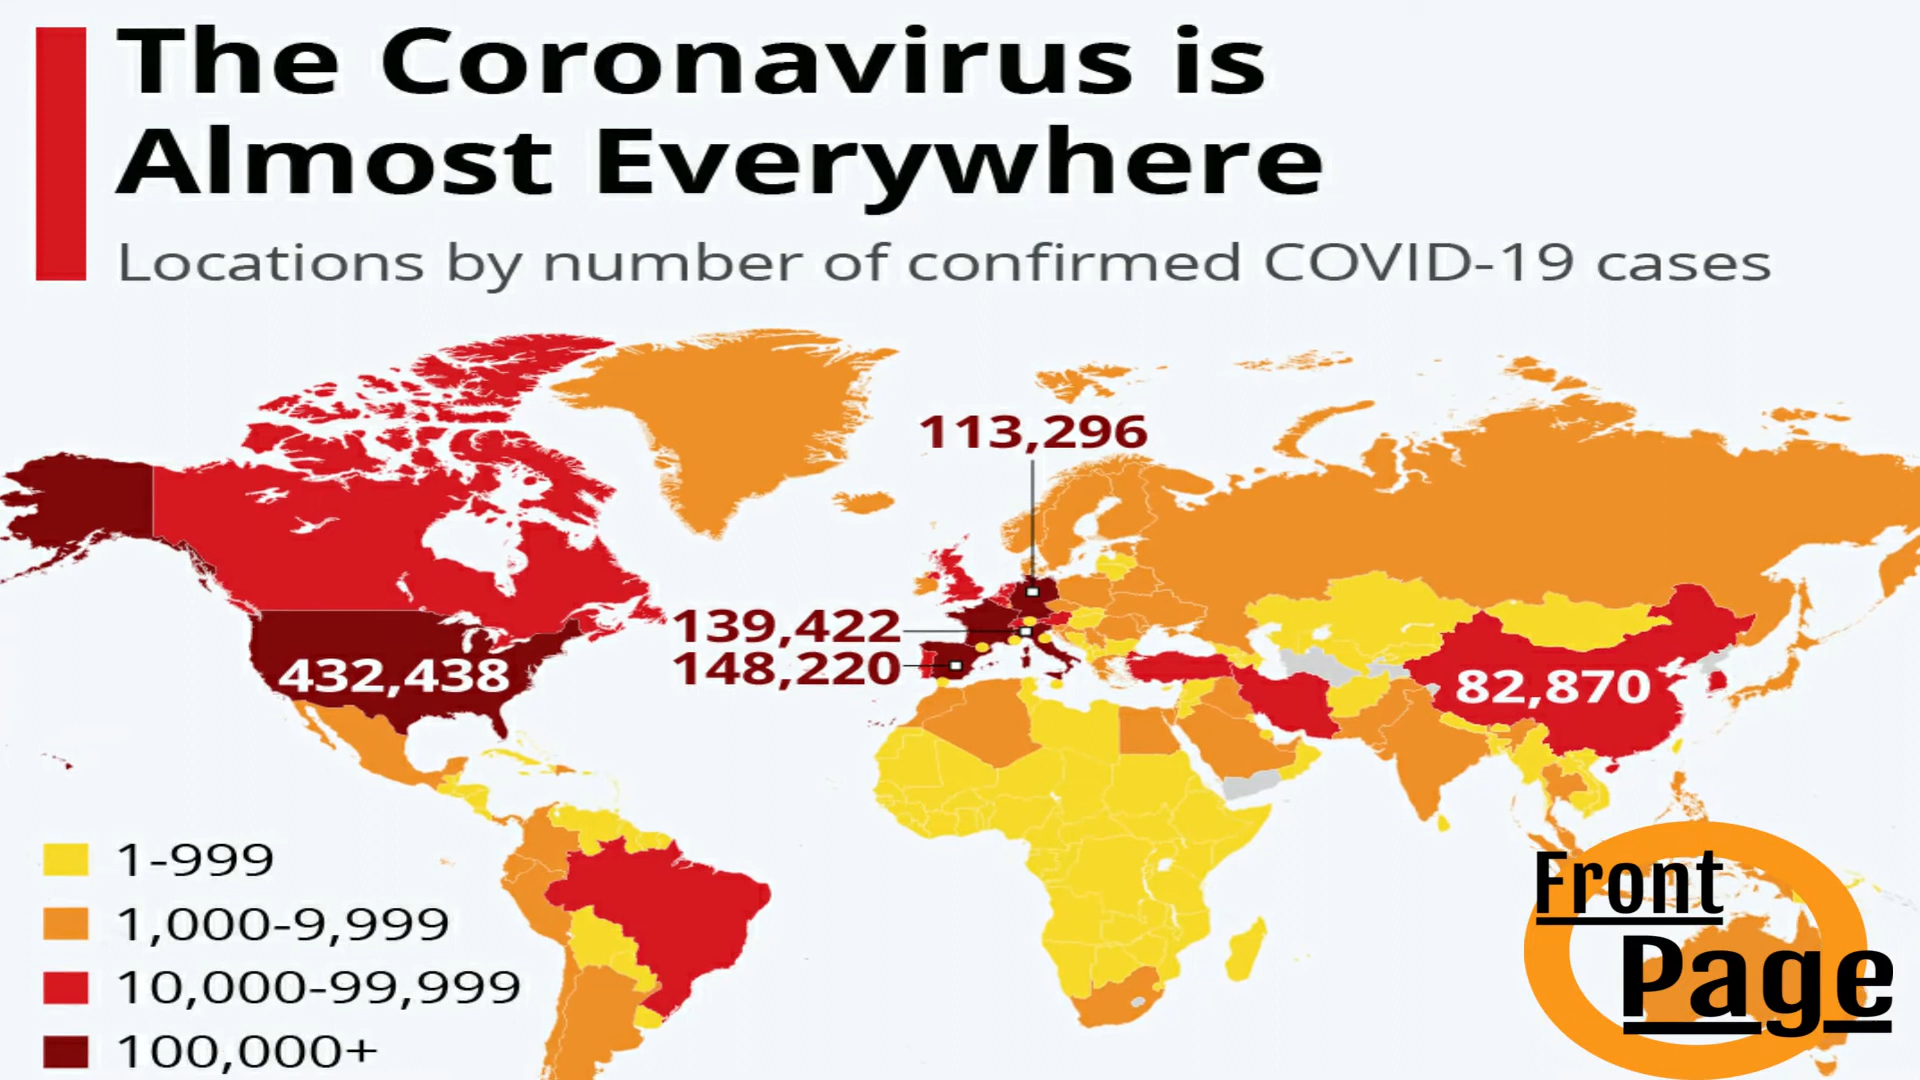 The Coronavirus is
Almost Everywhere
Locations by number of confirmed COVID-19 cases
113,296
139,422
148,220
432,438
82,870
1-999
1,000-9,999
10,000-99,999
100,000+
Front
Page